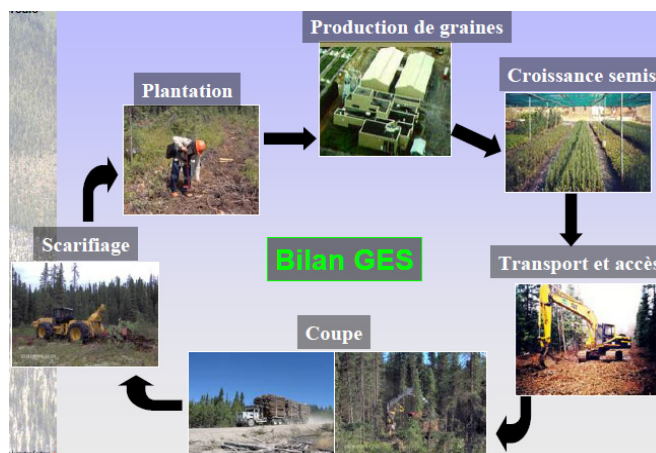 Production de graines
Plantation
Croissance semis
Scarifiage
Bilan GES
Transport et accès
Coupe